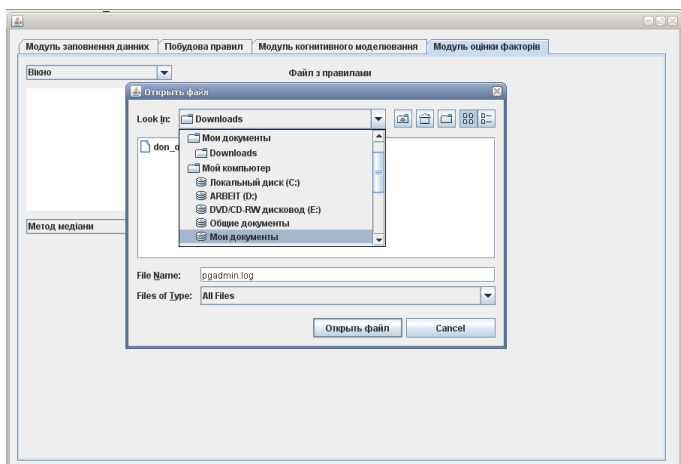 Модуль заповнення данних Побудова правил Модуль когнитивного моделювання Модуль оцінки факторів
Вікно Файл з правилами
Открыть файл
Look In: Downloads
don_o
Мои документы
Downloads
Мой компьютер
Локальный диск (C:)
ARBEIT (D:)
DVD/CD-RW дисковод (E:)
Общие документы
Мои документы
Метод медіани
File Name: pgadmin.log
Files of Type: All Files
Открыть файл Cancel